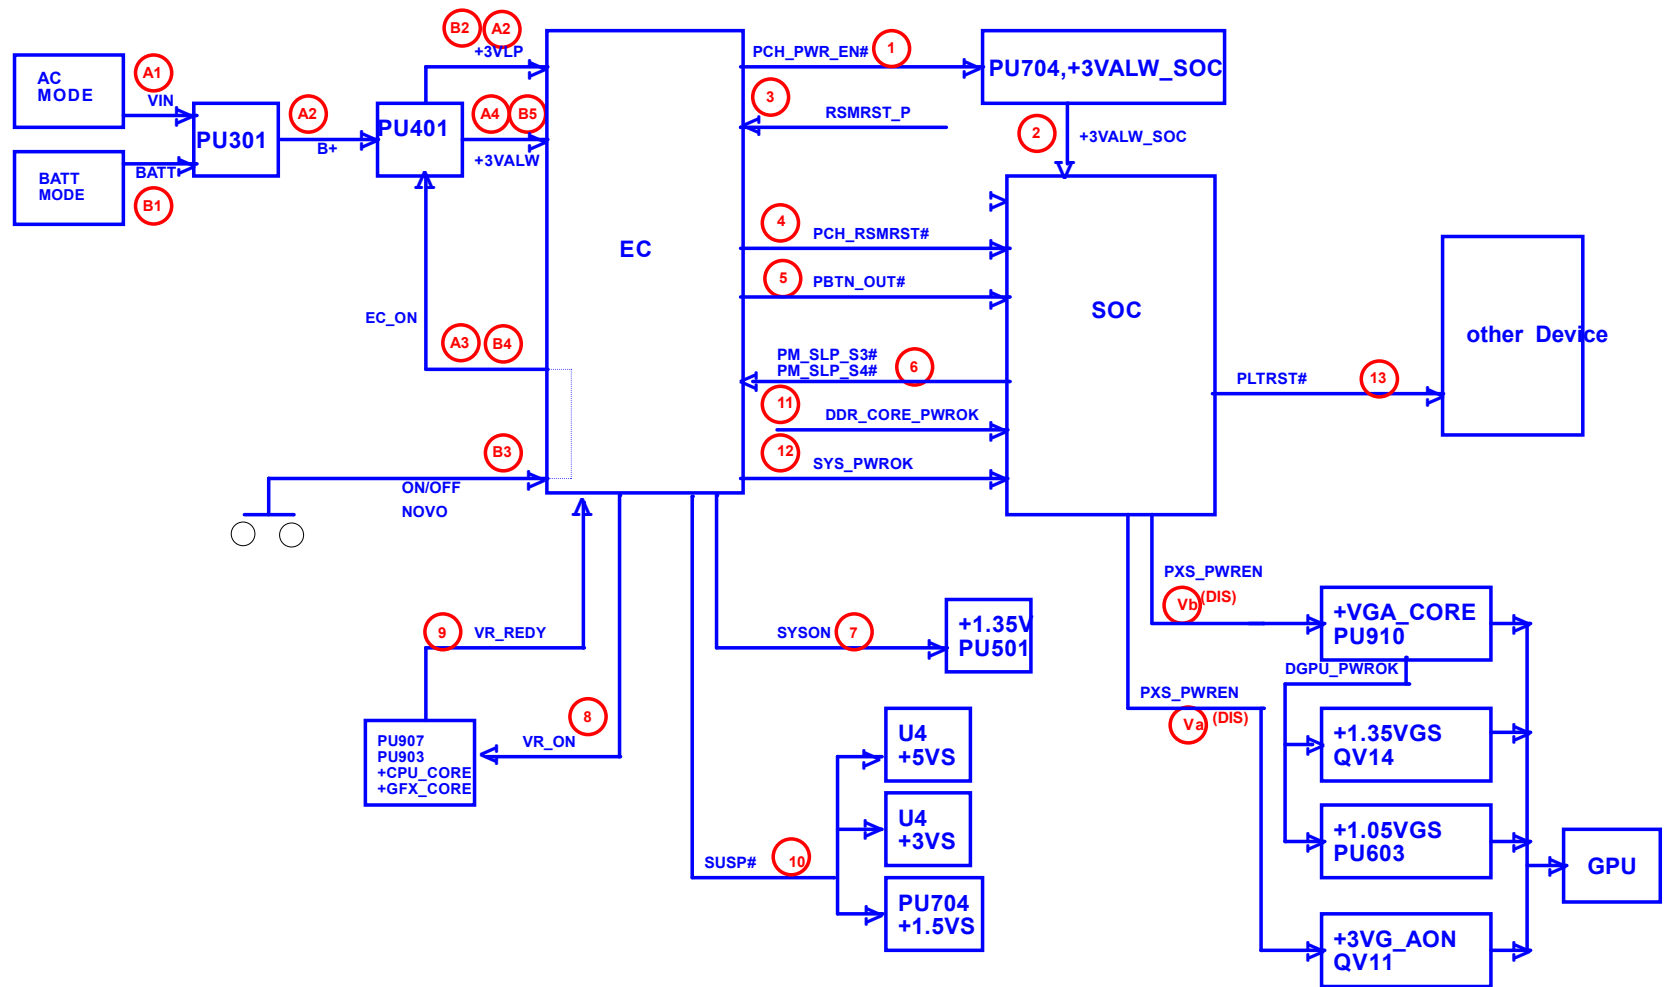 B2
A2
+3VLP
PCH_PWR_EN#
1
PU704,+3VALW_SOC
AC
MODE
A1
VIN
A2
PU301
B+
PU401
A4
B5
+3VALW
3
RSMRST_P
2
+3VALW_SOC
BATT
MODE
BATT
B1
EC
4
PCH_RSMRST#
5
PBTN_OUT#
SOC
other Device
EC_ON
A3
B4
PM_SLP_S3#
PM_SLP_S4#
6
PLTRST#
13
11
DDR_CORE_PWROK
12
SYS_PWROK
B3
ON/OFF
NOVO
PXS_PWREN
Vb
(DIS)
+VGA_CORE
PU910
9
VR_REDY
SYSON
7
+1.35V
PU501
DGPU_PWROK
PXS_PWREN
Va
(DIS)
8
VR_ON
PU907
PU903
+CPU_CORE
+GFX_CORE
U4
+5VS
+1.35VGS
QV14
U4
+3VS
+1.05VGS
PU603
SUSP#
10
GPU
PU704
+1.5VS
+3VG_AON
QV11